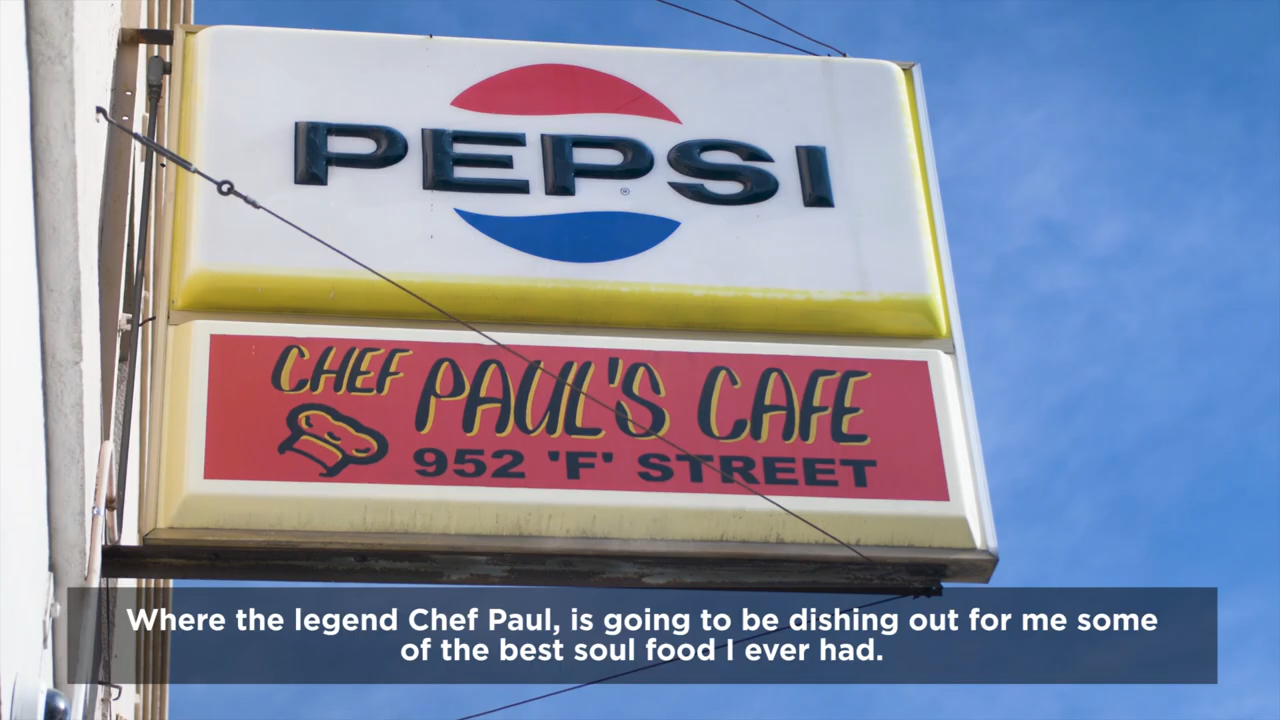 PEPSI
®
CHEF PAUL'S CAFE
952 'F' STREET
Where the legend Chef Paul, is going to be dishing out for me some
of the best soul food I ever had.